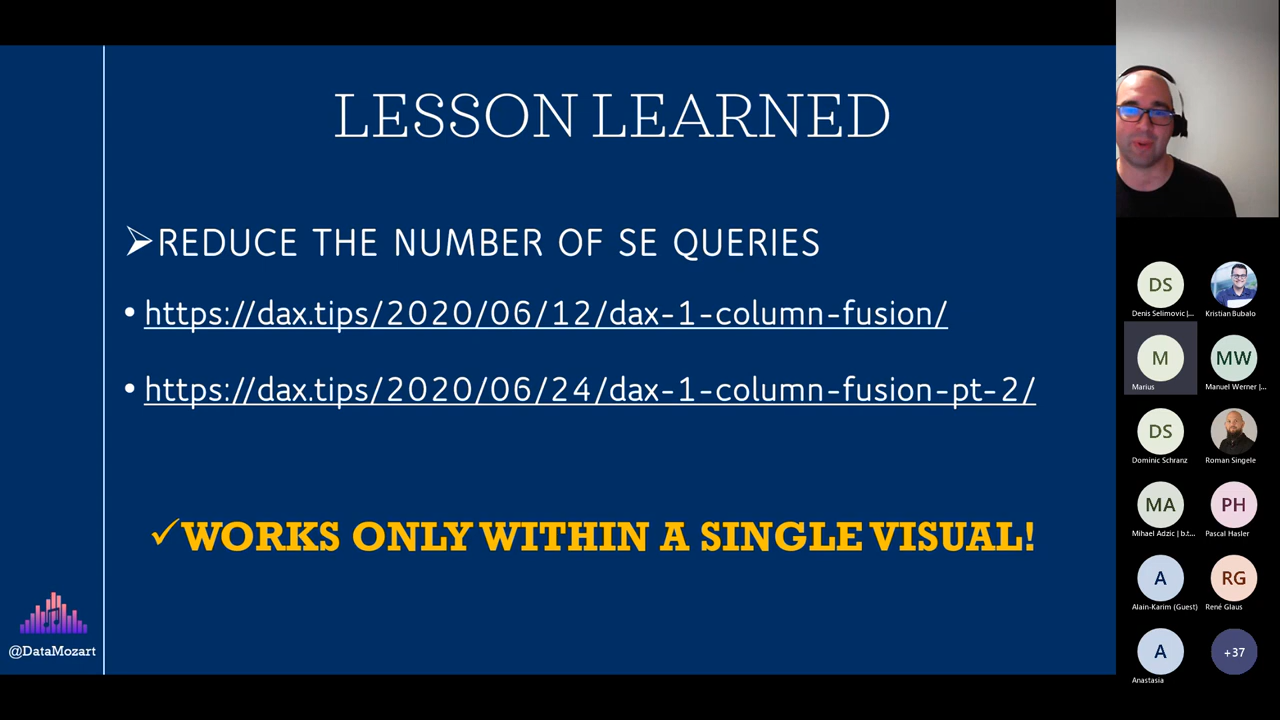 LESSON LEARNED
➢REDUCE THE NUMBER OF SE QUERIES
• https://dax.tips/2020/06/12/dax-1-column-fusion/
• https://dax.tips/2020/06/24/dax-1-column-fusion-pt-2/
✓WORKS ONLY WITHIN A SINGLE VISUAL!
@DataMozart
DS
Denis Selimovic |...
Kristian Bubalo
M
Marius
MW
Manuel Werner |...
DS
Dominic Schranz
Roman Singele
MA
Mihael Adzic | b.t...
PH
Pascal Hasler
A
Alain-Karim (Guest)
RG
René Glaus
A
Anastasia
+37